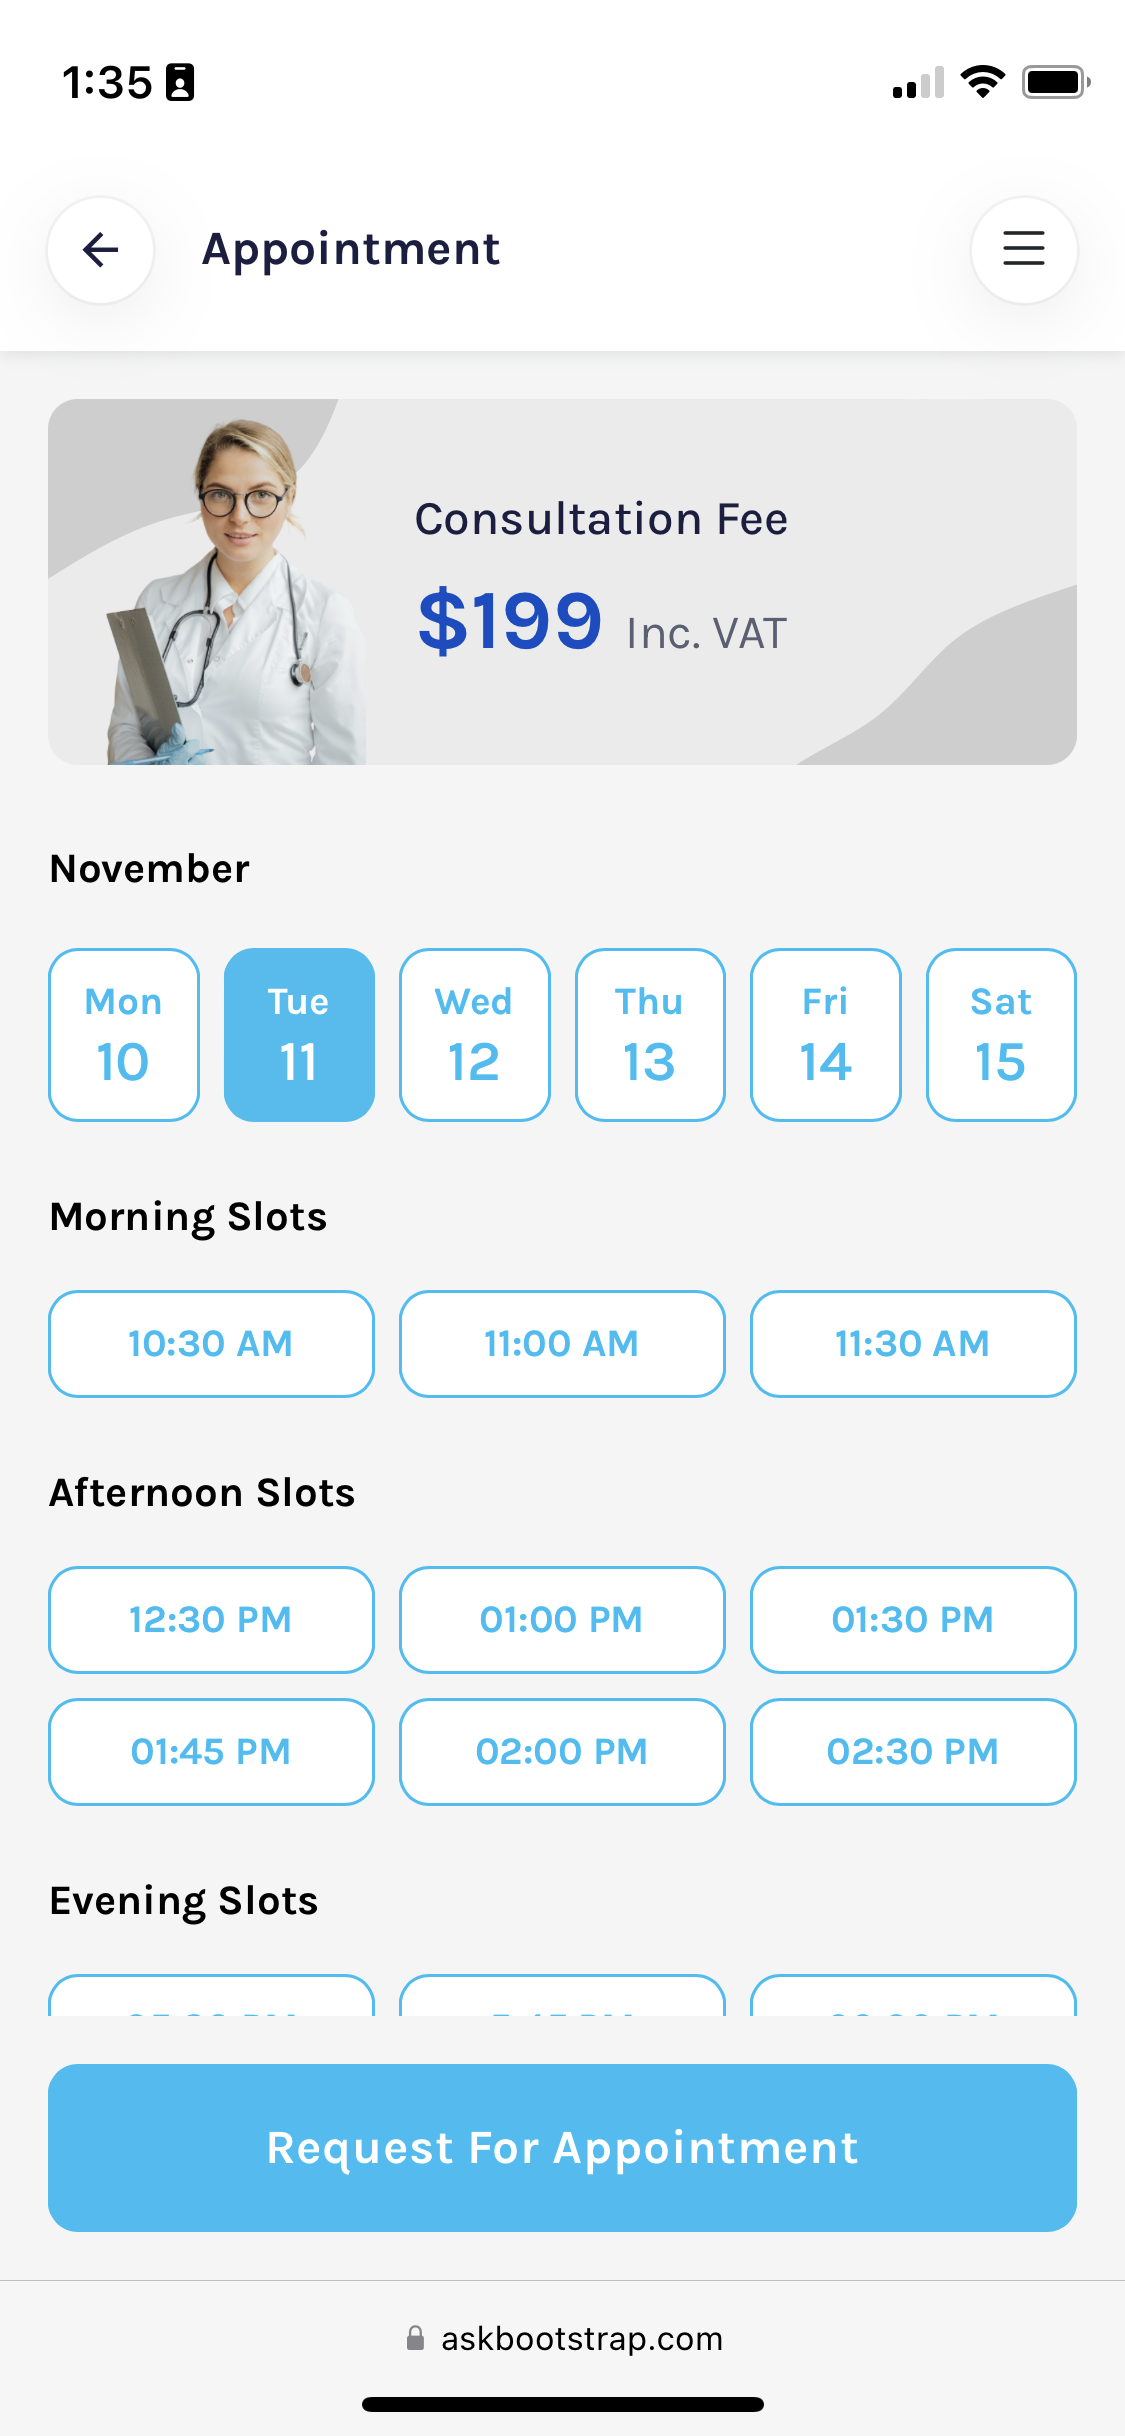 1:35
Appointment
Consultation Fee
$199 Inc. VAT
November
Mon Tue Wed Thu Fri Sat
10 11 12 13 14 15
Morning Slots
10:30 AM 11:00 AM 11:30 AM
Afternoon Slots
12:30 PM 01:00 PM 01:30 PM
01:45 PM 02:00 PM 02:30 PM
Evening Slots
Request For Appointment
askbootstrap.com